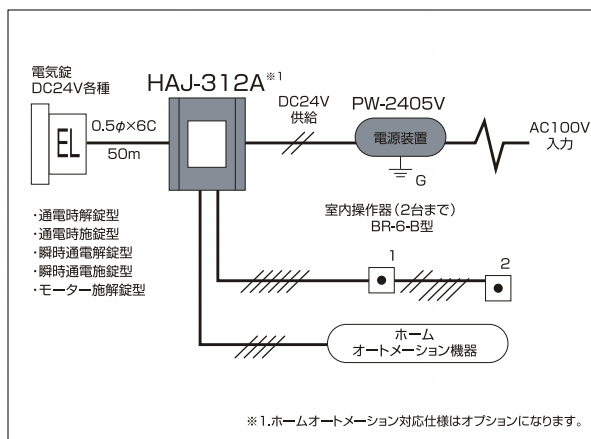 電気錠
DC24V各種
HAJ-312A※1
DC24V
供給
PW-2405V
AC100V
入力
EL
0.5φ×6C
50m
電源装置
G
・通電時解錠型
・通電時施錠型
・瞬時通電解錠型
・瞬時通電施錠型
・モーター施解錠型
室内操作器(2台まで)
BR-6-B型
1
2
ホーム
オートメーション機器
※1.ホームオートメーション対応仕様はオプションになります。